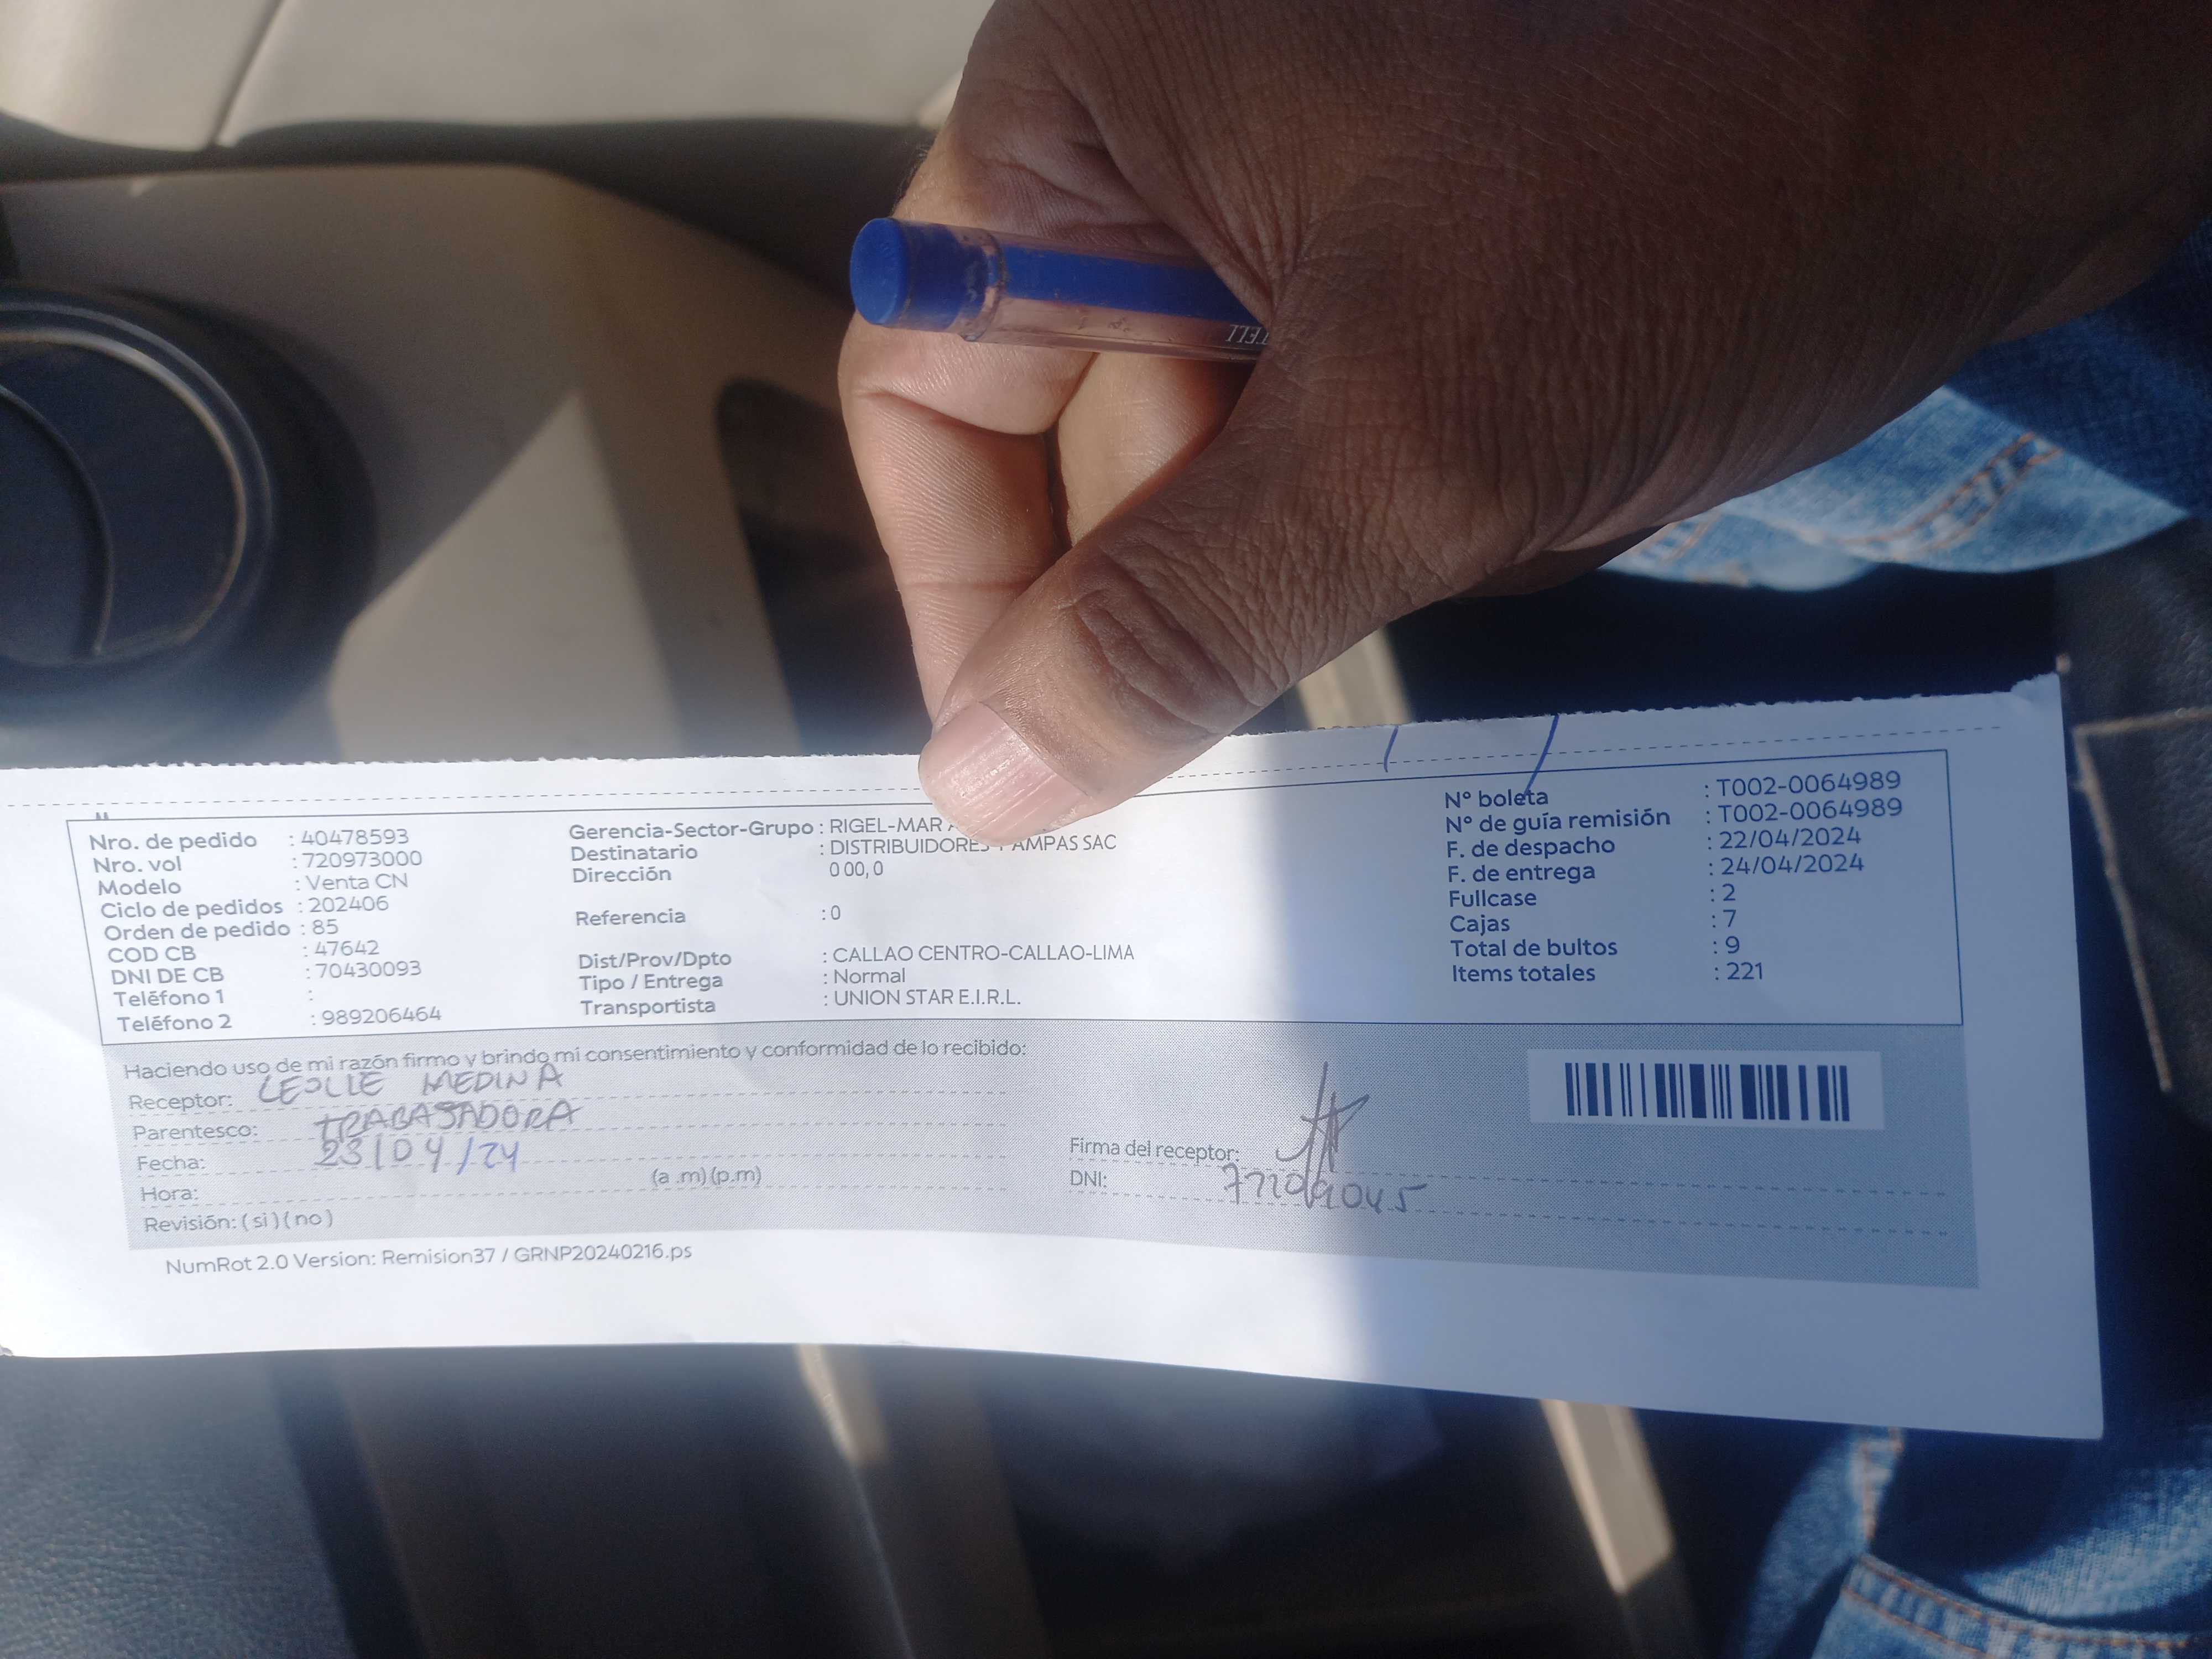 TELI
Nro. de pedido : 40478593
Nro. vol : 720973000
Modelo : Venta CN
Ciclo de pedidos : 202406
Orden de pedido : 85
COD CB : 47642
DNI DE CB : 70430093
Teléfono 1 :
Teléfono 2 : 989206464
Gerencia-Sector-Grupo : RIGEL-MAR
Destinatario : DISTRIBUIDORES AMPAS SAC
Dirección 0 00, 0
Referencia : 0
Dist/Prov/Dpto : CALLAO CENTRO-CALLAO-LIMA
Tipo / Entrega : Normal
Transportista : UNION STAR E.I.R.L.
N° boleta : T002-0064989
N° de guía remisión : T002-0064989
F. de despacho : 22/04/2024
F. de entrega : 24/04/2024
Fullcase : 2
Cajas : 7
Total de bultos : 9
Items totales : 221
Haciendo uso de mi razón firmo y brindo mi consentimiento y conformidad de lo recibido:
Receptor: MEDINA
Parentesco: TRABAJADORA
Fecha: 23/04/24
Hora: (a .m) (p.m)
Revisión: ( si ) ( no )
Firma del receptor:
DNI:
NumRot 2.0 Version: Remision37 / GRNP20240216.ps